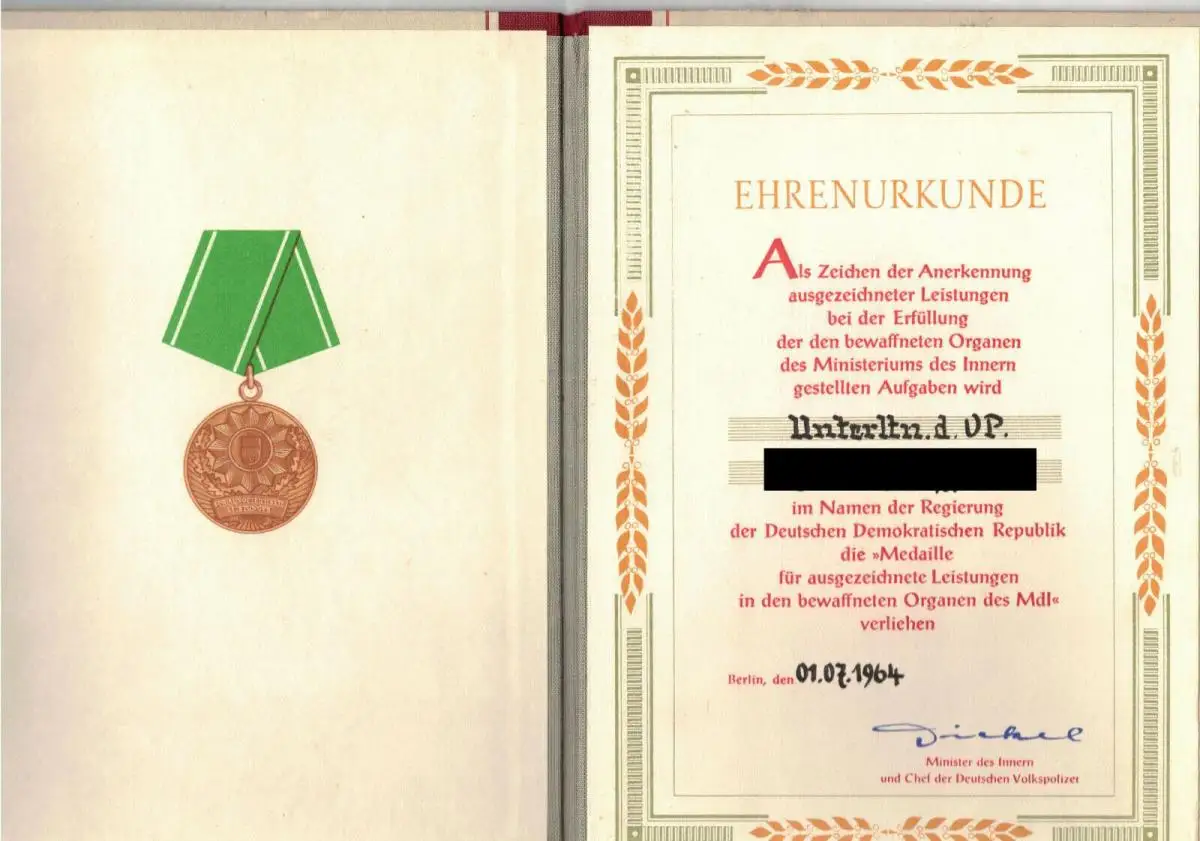 EHRENURKUNDE
Als Zeichen der Anerkennung
ausgezeichneter Leistungen
bei der Erfüllung
der den bewaffneten Organen
des Ministeriums des Innern
gestellten Aufgaben wird
Unterltn. d. VP.
im Namen der Regierung
der Deutschen Demokratischen Republik
die »Medaille
für ausgezeichnete Leistungen
in den bewaffneten Organen des MdI«
verliehen
Berlin, den 01.07.1964
Dickel
Minister des Innern
und Chef der Deutschen Volkspolizei